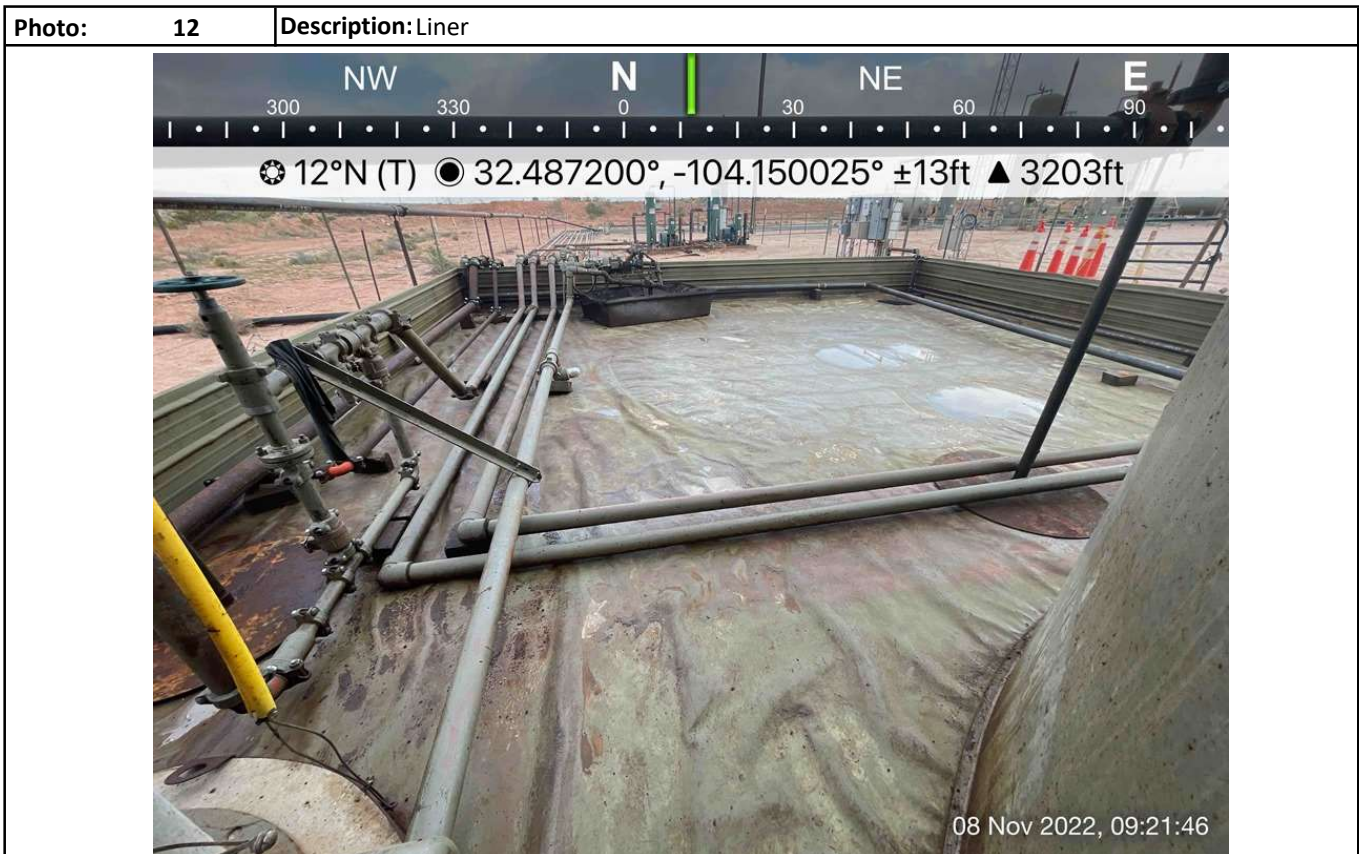 Photo: 12 Description: Liner
NW N NE E
300 330 0 30 60 90
12°N (T) 32.487200°, -104.150025° ±13ft ▲ 3203ft
08 Nov 2022, 09:21:46